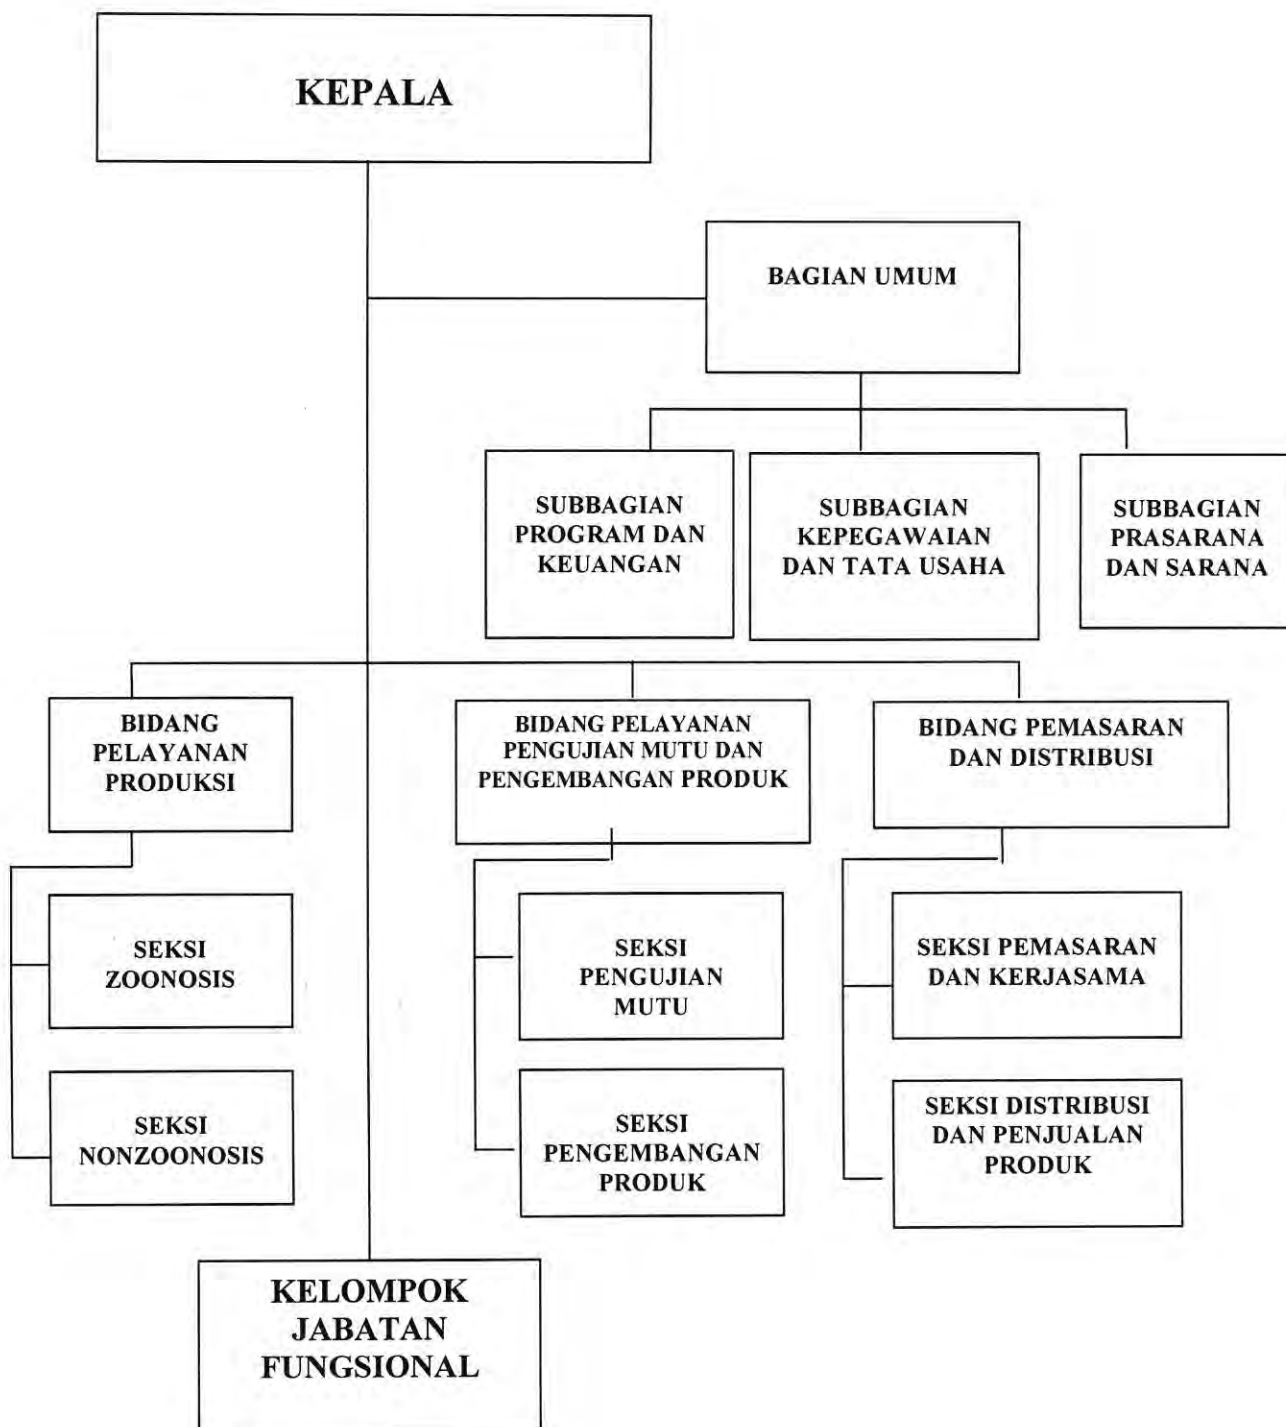 KEPALA
BAGIAN UMUM
SUBBAGIAN
PROGRAM DAN
KEUANGAN
SUBBAGIAN
KEPEGAWAIAN
DAN TATA USAHA
SUBBAGIAN
PRASARANA
DAN SARANA
BIDANG
PELAYANAN
PRODUKSI
BIDANG PELAYANAN
PENGUJIAN MUTU DAN
PENGEMBANGAN PRODUK
BIDANG PEMASARAN
DAN DISTRIBUSI
SEKSI
ZOONOSIS
SEKSI
PENGUJIAN
MUTU
SEKSI PEMASARAN
DAN KERJASAMA
SEKSI
NONZOONOSIS
SEKSI
PENGEMBANGAN
PRODUK
SEKSI DISTRIBUSI
DAN PENJUALAN
PRODUK
KELOMPOK
JABATAN
FUNGSIONAL